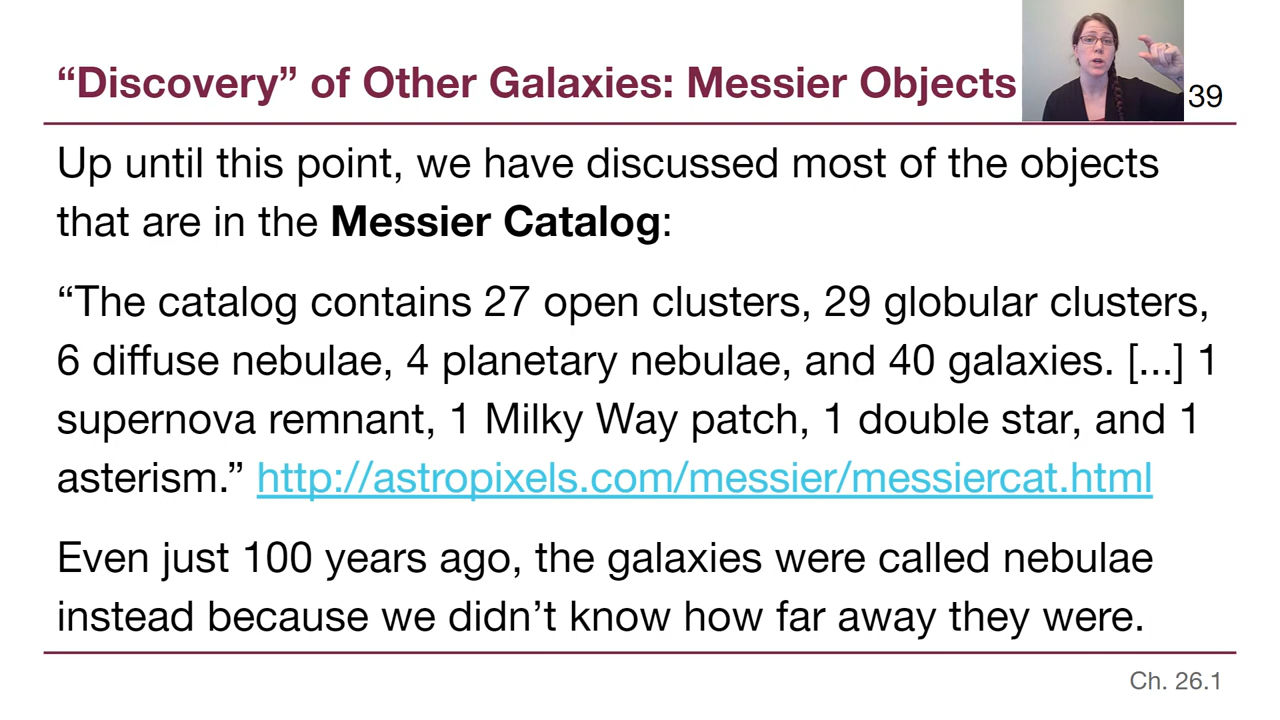 “Discovery” of Other Galaxies: Messier Objects
39
Up until this point, we have discussed most of the objects
that are in the Messier Catalog:
“The catalog contains 27 open clusters, 29 globular clusters,
6 diffuse nebulae, 4 planetary nebulae, and 40 galaxies. [...] 1
supernova remnant, 1 Milky Way patch, 1 double star, and 1
asterism.” http://astropixels.com/messier/messiercat.html
Even just 100 years ago, the galaxies were called nebulae
instead because we didn’t know how far away they were.
Ch. 26.1